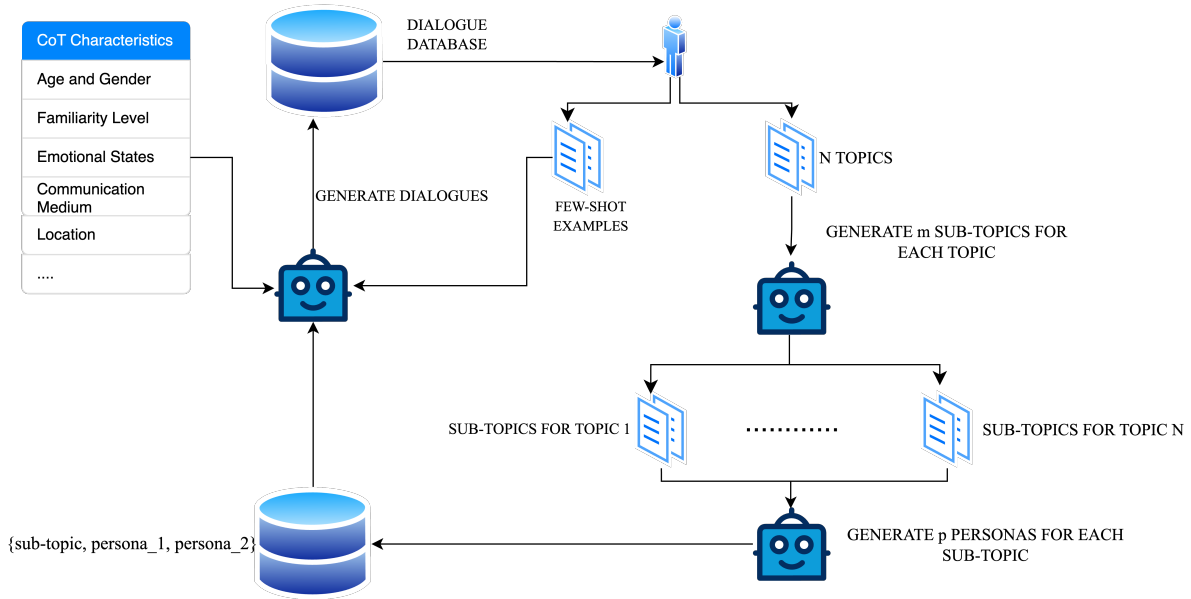 CoT Characteristics
Age and Gender
Familiarity Level
Emotional States
Communication
Medium
Location
....
DIALOGUE
DATABASE
GENERATE DIALOGUES
FEW-SHOT
EXAMPLES
N TOPICS
GENERATE m SUB-TOPICS FOR
EACH TOPIC
SUB-TOPICS FOR TOPIC 1
SUB-TOPICS FOR TOPIC N
{sub-topic, persona_1, persona_2}
GENERATE p PERSONAS FOR EACH
SUB-TOPIC